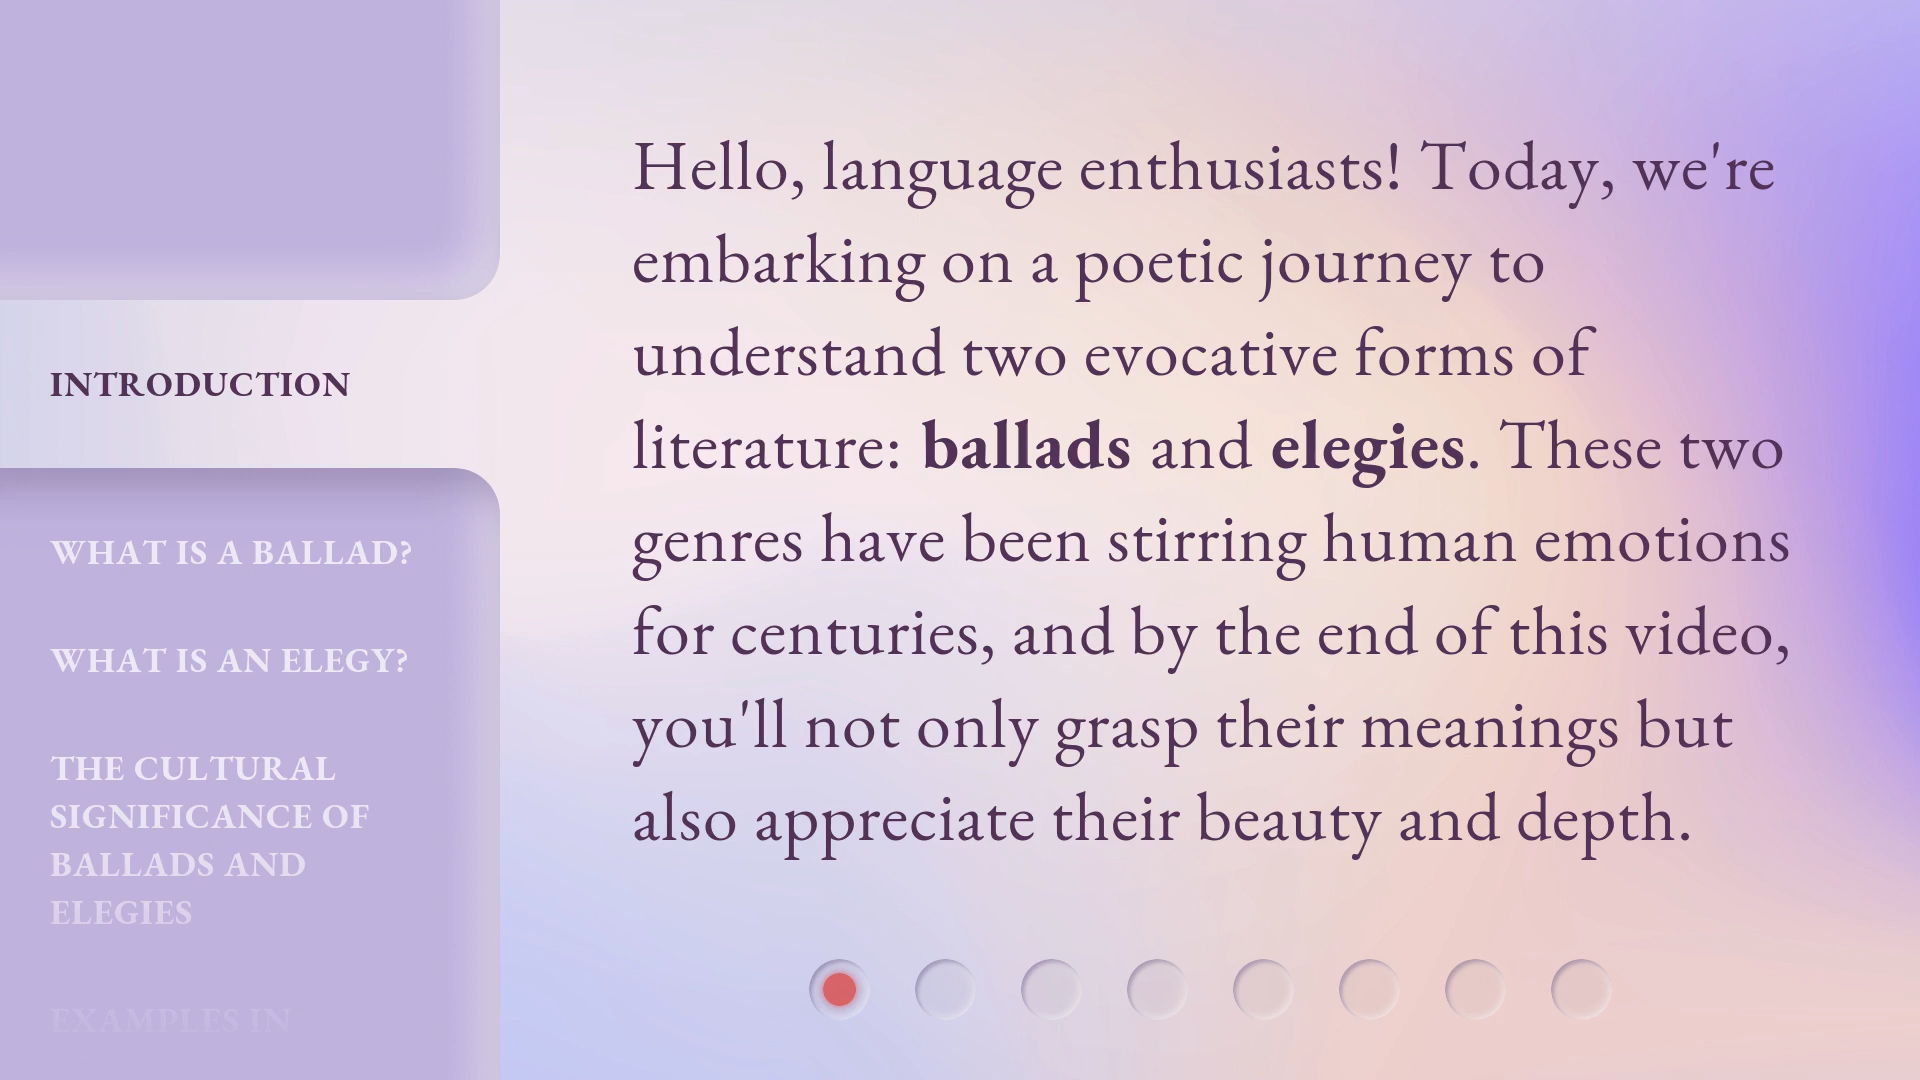 INTRODUCTION
WHAT IS A BALLAD?
WHAT IS AN ELEGY?
THE CULTURAL
SIGNIFICANCE OF
BALLADS AND
ELEGIES
EXAMPLES IN
Hello, language enthusiasts! Today, we're
embarking on a poetic journey to
understand two evocative forms of
literature: ballads and elegies. These two
genres have been stirring human emotions
for centuries, and by the end of this video,
you'll not only grasp their meanings but
also appreciate their beauty and depth.